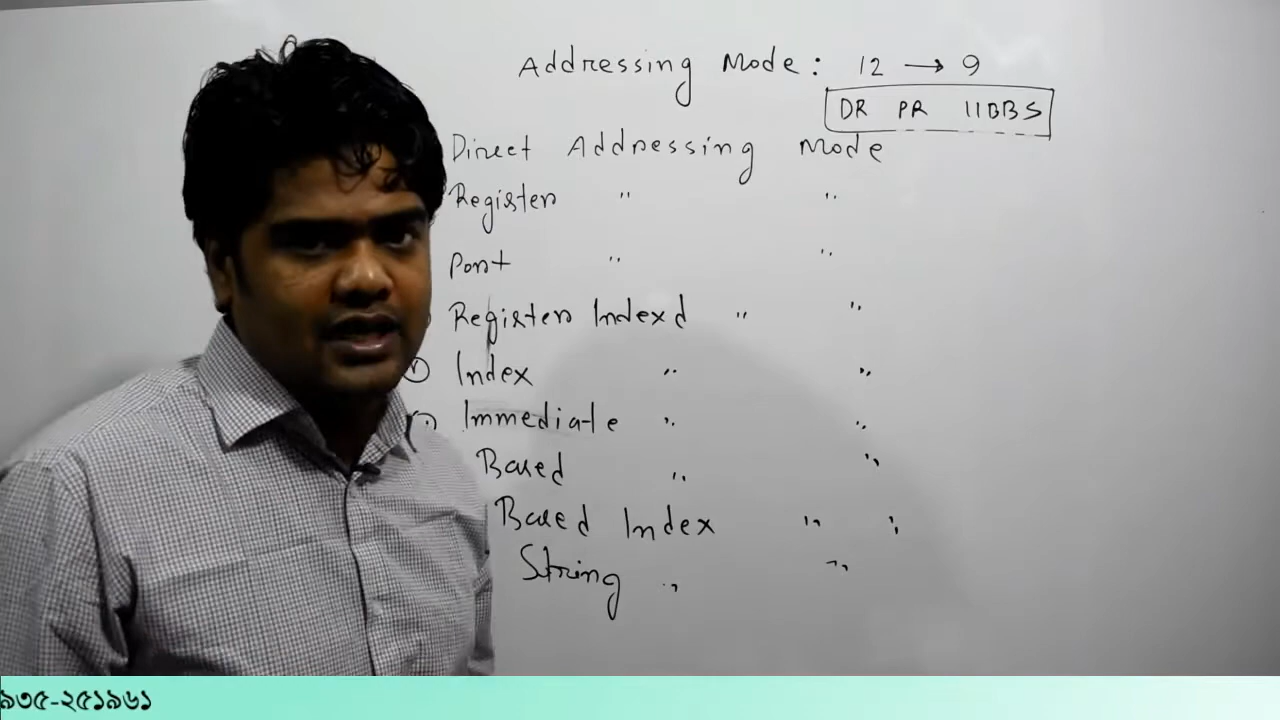 Addressing Mode: 12 → 9
DR PR IIBBS
Direct Addressing Mode
Register " "
Port " "
Register Indexd " "
Index " "
Immediate " "
Based " "
Based Index " "
String " "
৯৩৫-২৫১৯৬১